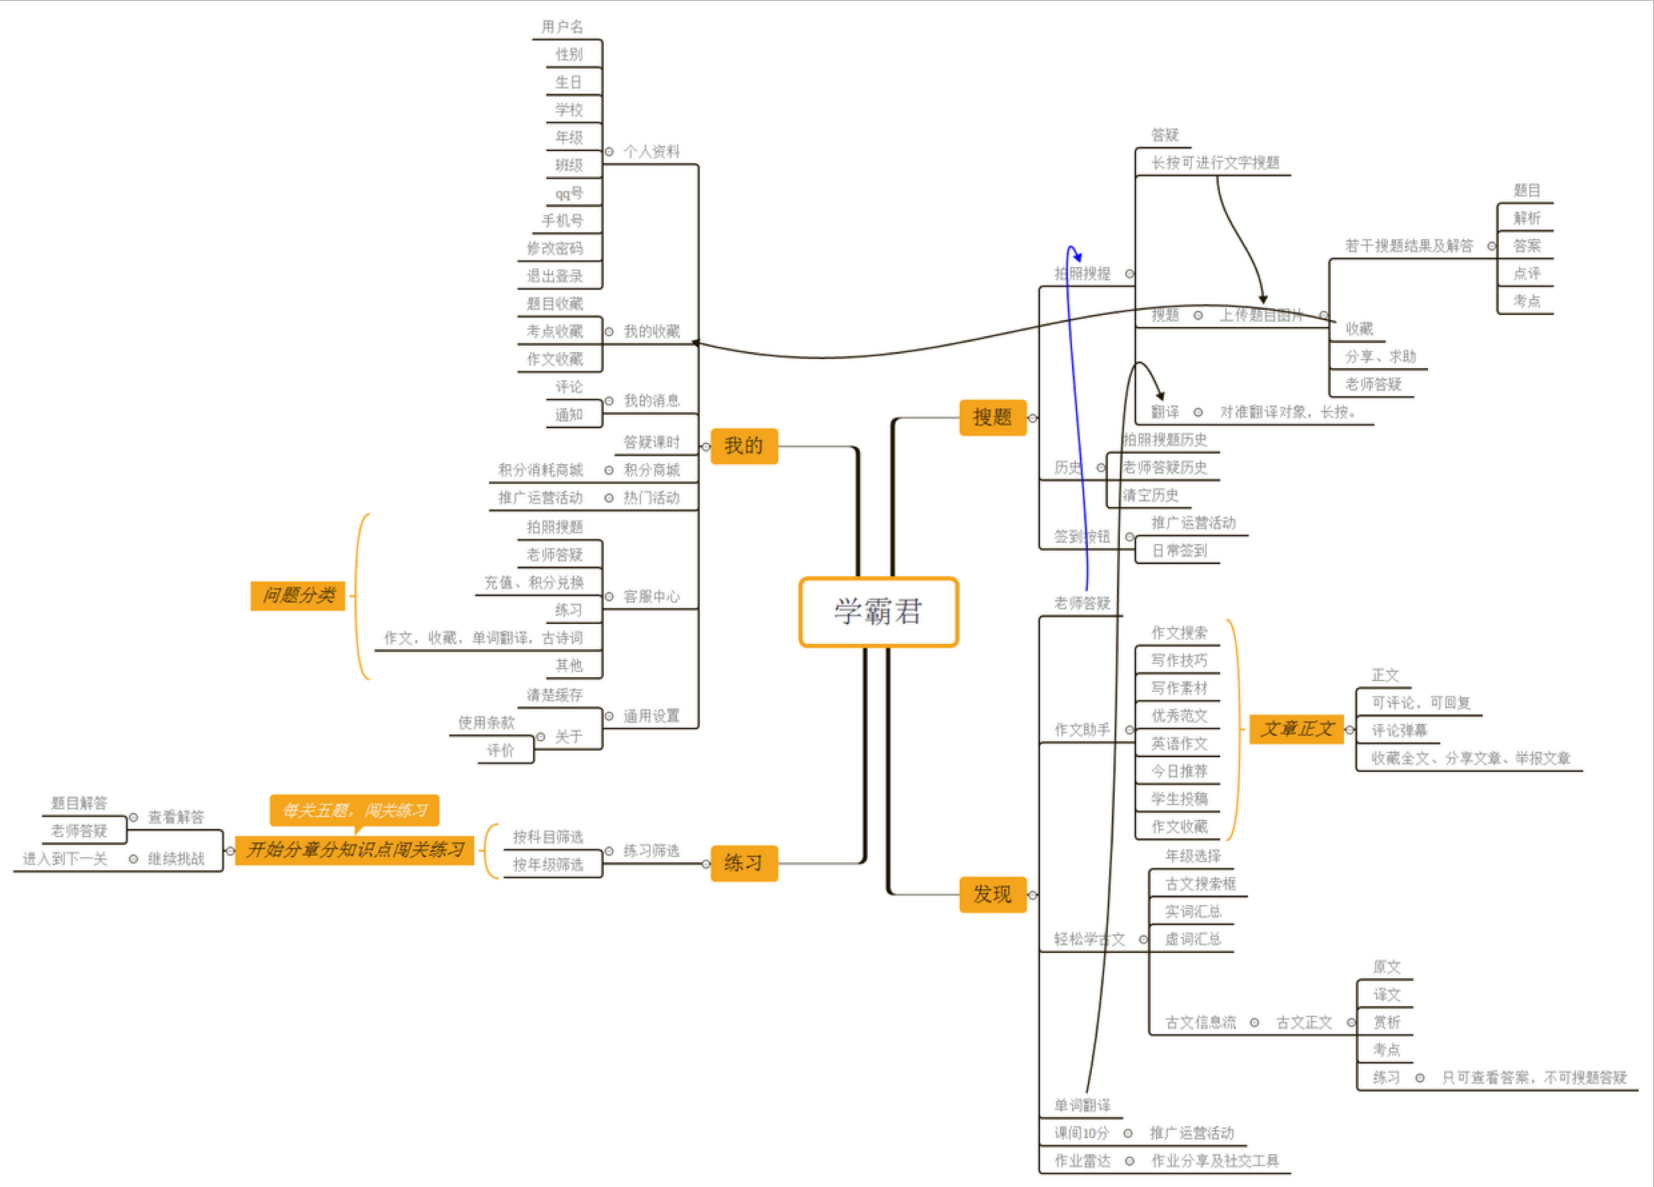 学霸君
搜题
拍照搜提
答疑
长按可进行文字搜题
搜题
上传题目图片
若干搜题结果及解答
题目
解析
答案
点评
考点
收藏
分享、求助
老师答疑
翻译
对准翻译对象，长按。
历史
拍照搜题历史
老师答疑历史
清空历史
签到按钮
推广运营活动
日常签到
发现
老师答疑
作文助手
作文搜索
写作技巧
写作素材
优秀范文
英语作文
今日推荐
学生投稿
作文收藏
文章正文
正文
可评论，可回复
评论弹幕
收藏全文、分享文章、举报文章
轻松学古文
年级选择
古文搜索框
实词汇总
虚词汇总
古文信息流
古文正文
原文
译文
赏析
考点
练习
只可查看答案，不可搜题答疑
单词翻译
课间10分
推广运营活动
作业雷达
作业分享及社交工具
我的
个人资料
用户名
性别
生日
学校
年级
班级
qq号
手机号
修改密码
退出登录
我的收藏
题目收藏
考点收藏
作文收藏
我的消息
评论
通知
答疑课时
积分商城
积分消耗商城
热门活动
推广运营活动
客服中心
拍照搜题
老师答疑
充值、积分兑换
练习
作文，收藏，单词翻译，古诗词
其他
问题分类
通用设置
清楚缓存
关于
使用条款
评价
练习
练习筛选
按科目筛选
按年级筛选
每关五题，闯关练习
开始分章分知识点闯关练习
查看解答
题目解答
老师答疑
继续挑战
进入到下一关